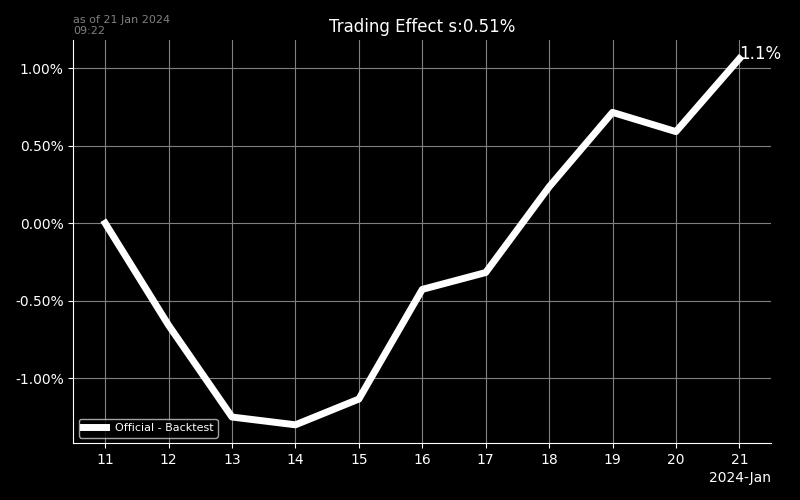 as of 21 Jan 2024
09:22
Trading Effect s:0.51%
1.1%
1.00%
0.50%
0.00%
-0.50%
-1.00%
Official - Backtest
11 12 13 14 15 16 17 18 19 20 21
2024-Jan